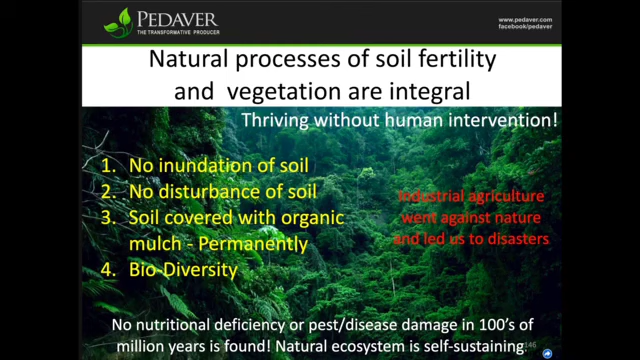 PEDAVER
THE TRANSFORMATIVE PRODUCER
www.pedaver.com
facebook/pedaver
Natural processes of soil fertility
and vegetation are integral
Thriving without human intervention!
1. No inundation of soil
2. No disturbance of soil
3. Soil covered with organic
mulch - Permanently
4. Bio-Diversity
Industrial agriculture
went against nature
and led us to disasters
No nutritional deficiency or pest/disease damage in 100's of
million years is found! Natural ecosystem is self-sustaining.
146